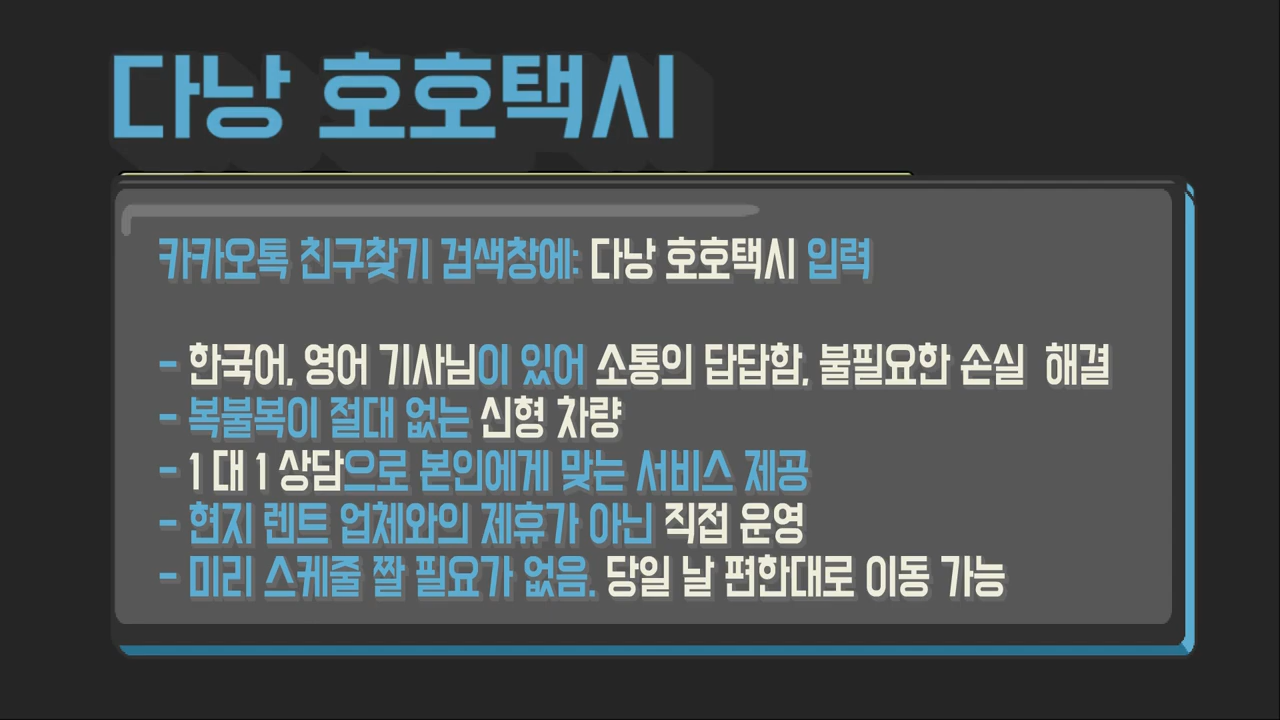 다낭 호호택시
카카오톡 친구찾기 검색창에: 다낭 호호택시 입력
- 한국어, 영어 기사님이 있어 소통의 답답함, 불필요한 손실 해결
- 복불복이 절대 없는 신형 차량
- 1 대 1 상담으로 본인에게 맞는 서비스 제공
- 현지 렌트 업체와의 제휴가 아닌 직접 운영
- 미리 스케줄 짤 필요가 없음. 당일 날 편한대로 이동 가능